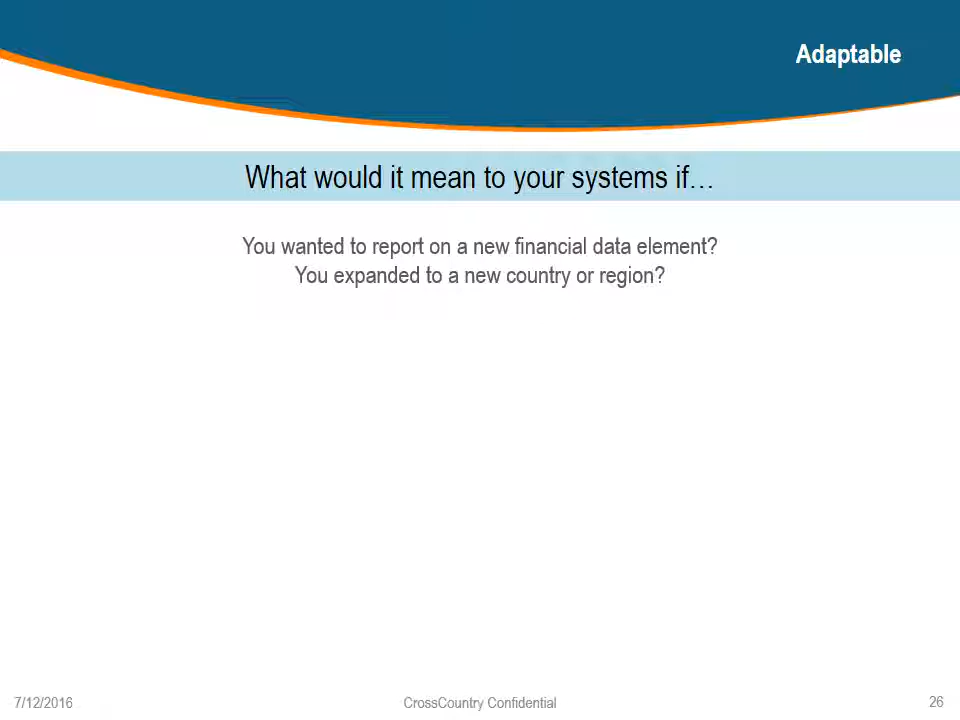 Adaptable
What would it mean to your systems if…
You wanted to report on a new financial data element?
You expanded to a new country or region?
7/12/2016
CrossCountry Confidential
26